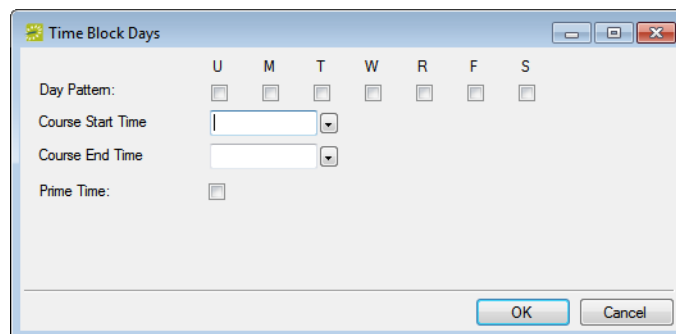 Time Block Days
U M T W R F S
Day Pattern:
Course Start Time
Course End Time
Prime Time:
OK Cancel